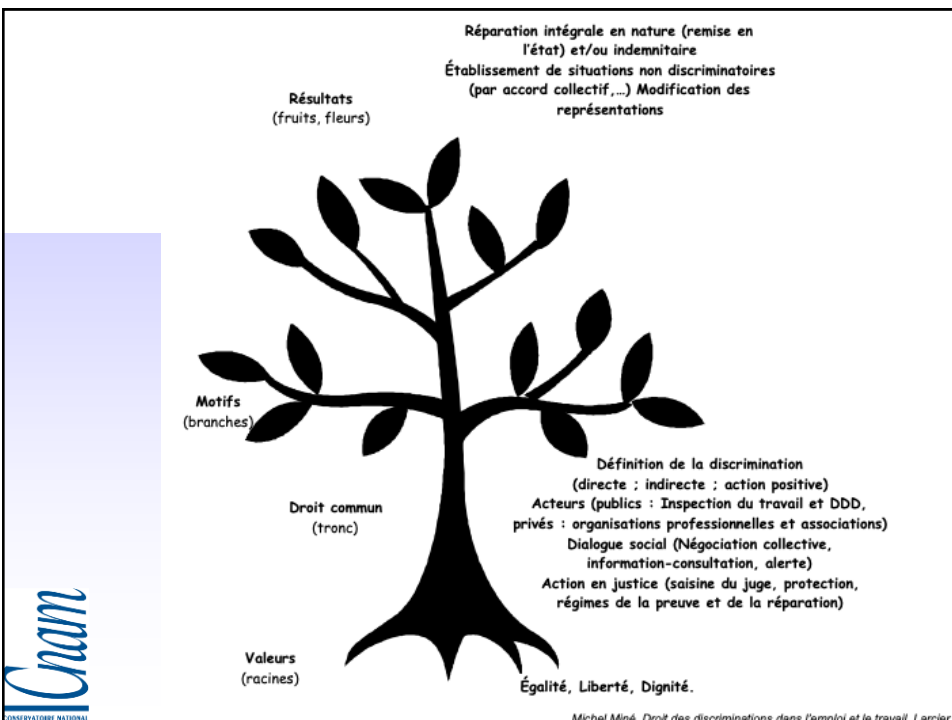 Réparation intégrale en nature (remise en
l'état) et/ou indemnitaire
Établissement de situations non discriminatoires
(par accord collectif,…) Modification des
représentations
Résultats
(fruits, fleurs)
Motifs
(branches)
Définition de la discrimination
(directe ; indirecte ; action positive)
Acteurs (publics : Inspection du travail et DDD,
privés : organisations professionnelles et associations)
Dialogue social (Négociation collective,
information-consultation, alerte)
Action en justice (saisine du juge, protection,
régimes de la preuve et de la réparation)
Droit commun
(tronc)
Valeurs
(racines)
Égalité, Liberté, Dignité.
Cnam
CONSERVATOIRE NATIONAL
Michel Miné, Droit des discriminations dans l'emploi et le travail, Larcier